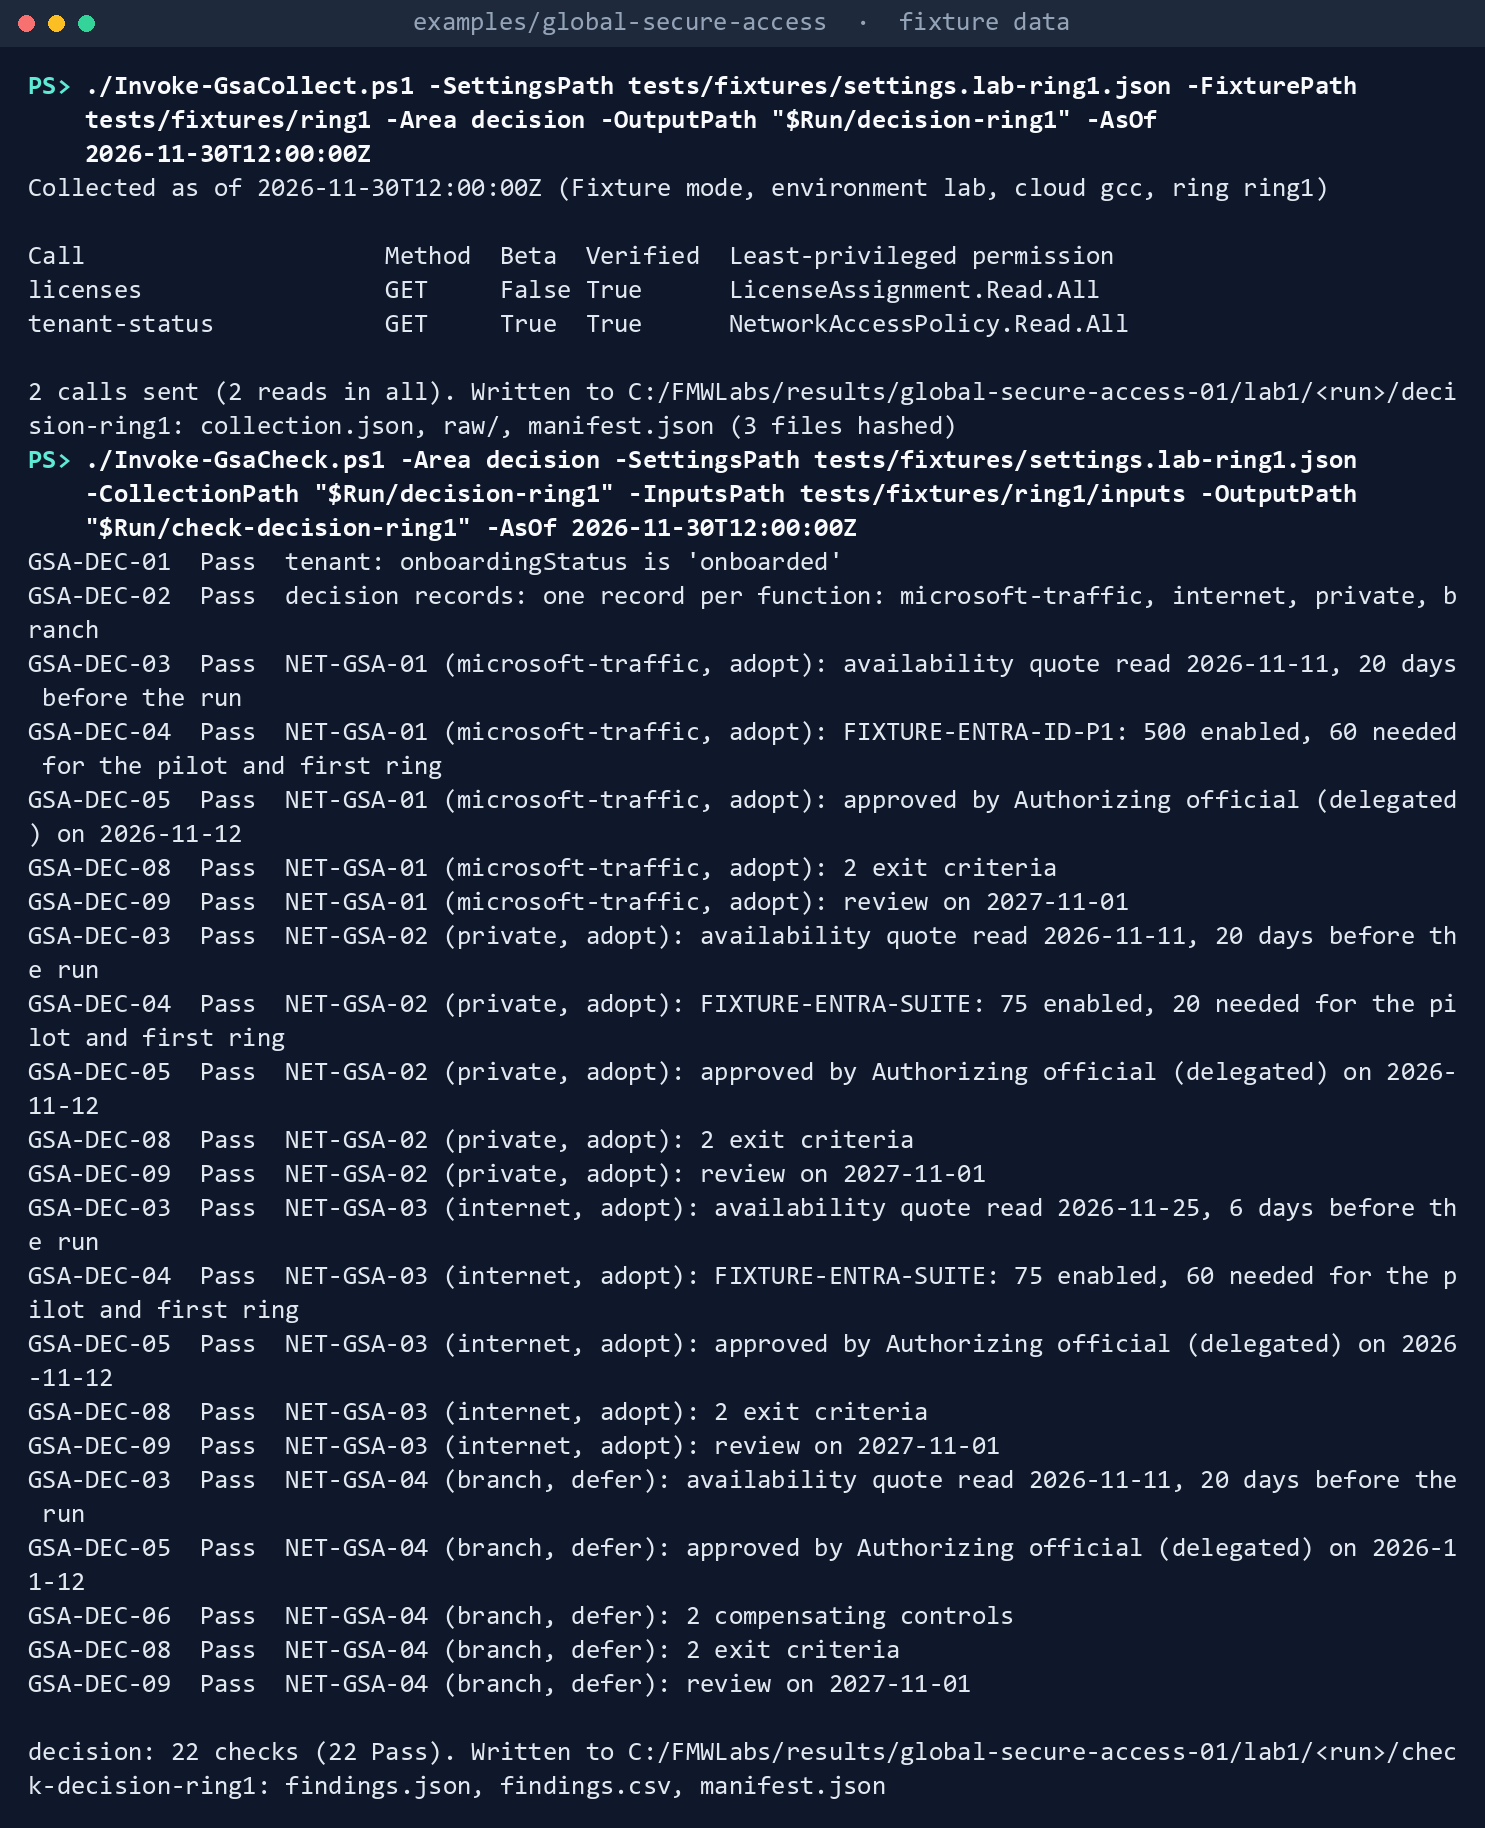 examples/global-secure-access  ·  fixture data
PS> ./Invoke-GsaCollect.ps1 -SettingsPath tests/fixtures/settings.lab-ring1.json -FixturePath
    tests/fixtures/ring1 -Area decision -OutputPath "$Run/decision-ring1" -AsOf
    2026-11-30T12:00:00Z
Collected as of 2026-11-30T12:00:00Z (Fixture mode, environment lab, cloud gcc, ring ring1)

Call                     Method  Beta  Verified  Least-privileged permission
licenses                 GET     False True      LicenseAssignment.Read.All
tenant-status            GET     True  True      NetworkAccessPolicy.Read.All

2 calls sent (2 reads in all). Written to C:/FMWLabs/results/global-secure-access-01/lab1/<run>/deci
sion-ring1: collection.json, raw/, manifest.json (3 files hashed)
PS> ./Invoke-GsaCheck.ps1 -Area decision -SettingsPath tests/fixtures/settings.lab-ring1.json
    -CollectionPath "$Run/decision-ring1" -InputsPath tests/fixtures/ring1/inputs -OutputPath
    "$Run/check-decision-ring1" -AsOf 2026-11-30T12:00:00Z
GSA-DEC-01  Pass  tenant: onboardingStatus is 'onboarded'
GSA-DEC-02  Pass  decision records: one record per function: microsoft-traffic, internet, private, b
ranch
GSA-DEC-03  Pass  NET-GSA-01 (microsoft-traffic, adopt): availability quote read 2026-11-11, 20 days
 before the run
GSA-DEC-04  Pass  NET-GSA-01 (microsoft-traffic, adopt): FIXTURE-ENTRA-ID-P1: 500 enabled, 60 needed
 for the pilot and first ring
GSA-DEC-05  Pass  NET-GSA-01 (microsoft-traffic, adopt): approved by Authorizing official (delegated
) on 2026-11-12
GSA-DEC-08  Pass  NET-GSA-01 (microsoft-traffic, adopt): 2 exit criteria
GSA-DEC-09  Pass  NET-GSA-01 (microsoft-traffic, adopt): review on 2027-11-01
GSA-DEC-03  Pass  NET-GSA-02 (private, adopt): availability quote read 2026-11-11, 20 days before th
e run
GSA-DEC-04  Pass  NET-GSA-02 (private, adopt): FIXTURE-ENTRA-SUITE: 75 enabled, 20 needed for the pi
lot and first ring
GSA-DEC-05  Pass  NET-GSA-02 (private, adopt): approved by Authorizing official (delegated) on 2026-
11-12
GSA-DEC-08  Pass  NET-GSA-02 (private, adopt): 2 exit criteria
GSA-DEC-09  Pass  NET-GSA-02 (private, adopt): review on 2027-11-01
GSA-DEC-03  Pass  NET-GSA-03 (internet, adopt): availability quote read 2026-11-25, 6 days before th
e run
GSA-DEC-04  Pass  NET-GSA-03 (internet, adopt): FIXTURE-ENTRA-SUITE: 75 enabled, 60 needed for the p
ilot and first ring
GSA-DEC-05  Pass  NET-GSA-03 (internet, adopt): approved by Authorizing official (delegated) on 2026
-11-12
GSA-DEC-08  Pass  NET-GSA-03 (internet, adopt): 2 exit criteria
GSA-DEC-09  Pass  NET-GSA-03 (internet, adopt): review on 2027-11-01
GSA-DEC-03  Pass  NET-GSA-04 (branch, defer): availability quote read 2026-11-11, 20 days before the
 run
GSA-DEC-05  Pass  NET-GSA-04 (branch, defer): approved by Authorizing official (delegated) on 2026-1
1-12
GSA-DEC-06  Pass  NET-GSA-04 (branch, defer): 2 compensating controls
GSA-DEC-08  Pass  NET-GSA-04 (branch, defer): 2 exit criteria
GSA-DEC-09  Pass  NET-GSA-04 (branch, defer): review on 2027-11-01

decision: 22 checks (22 Pass). Written to C:/FMWLabs/results/global-secure-access-01/lab1/<run>/chec
k-decision-ring1: findings.json, findings.csv, manifest.json